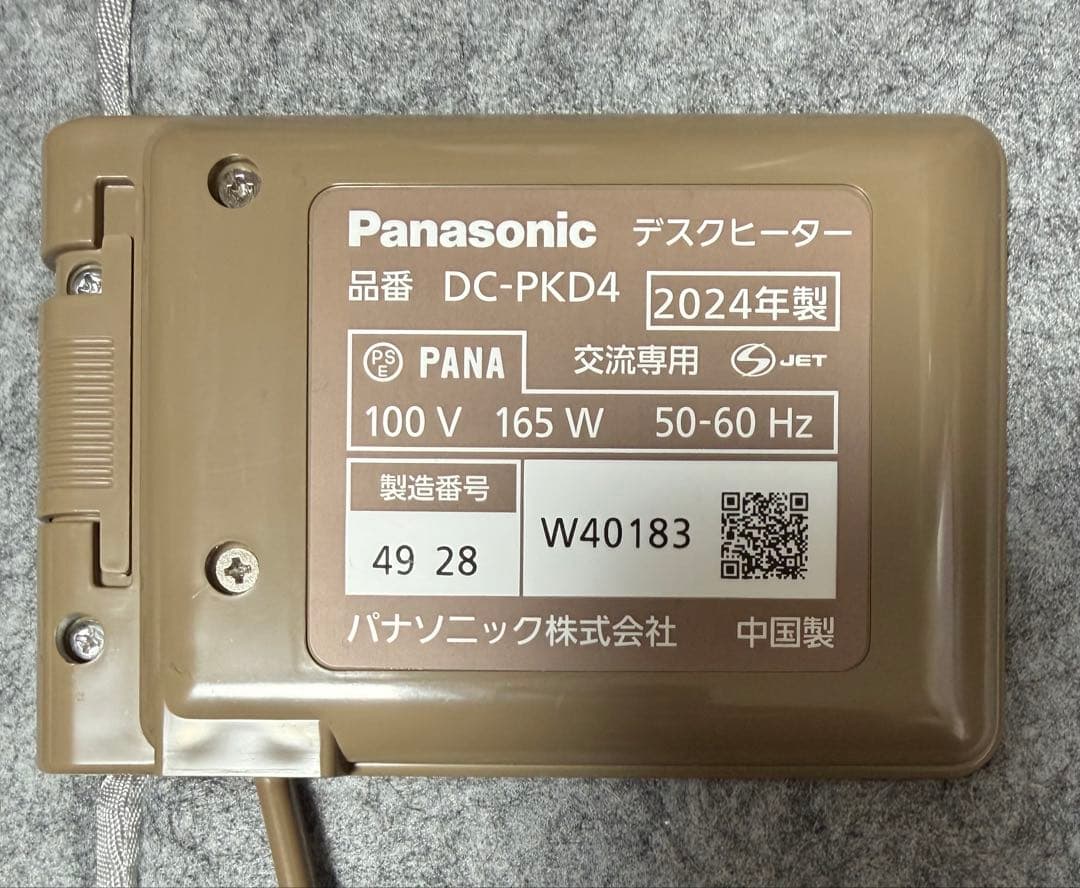 Panasonic デスクヒーター
品番 DC-PKD4 2024年製
PSE PANA 交流専用 S JET
100 V 165 W 50-60 Hz
製造番号
49 28 W40183
パナソニック株式会社 中国製